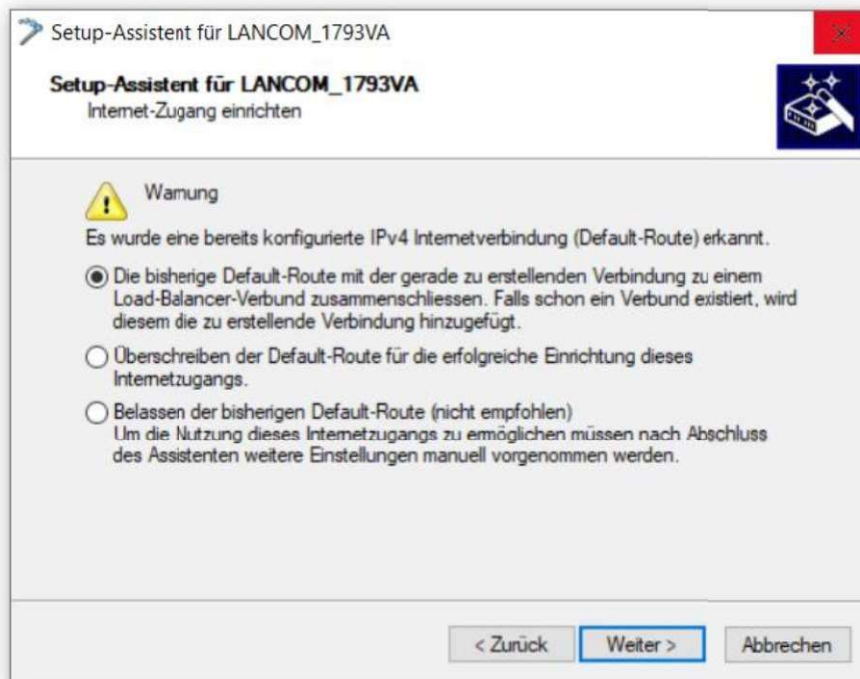 Setup-Assistent für LANCOM_1793VA
Setup-Assistent für LANCOM_1793VA
Internet-Zugang einrichten
Warnung
Es wurde eine bereits konfigurierte IPv4 Internetverbindung (Default-Route) erkannt.
Die bisherige Default-Route mit der gerade zu erstellenden Verbindung zu einem
Load-Balancer-Verbund zusammenschliessen. Falls schon ein Verbund existiert, wird
diesem die zu erstellende Verbindung hinzugefügt.
Überschreiben der Default-Route für die erfolgreiche Einrichtung dieses
Internetzugangs.
Belassen der bisherigen Default-Route (nicht empfohlen)
Um die Nutzung dieses Internetzugangs zu ermöglichen müssen nach Abschluss
des Assistenten weitere Einstellungen manuell vorgenommen werden.
< Zurück
Weiter >
Abbrechen